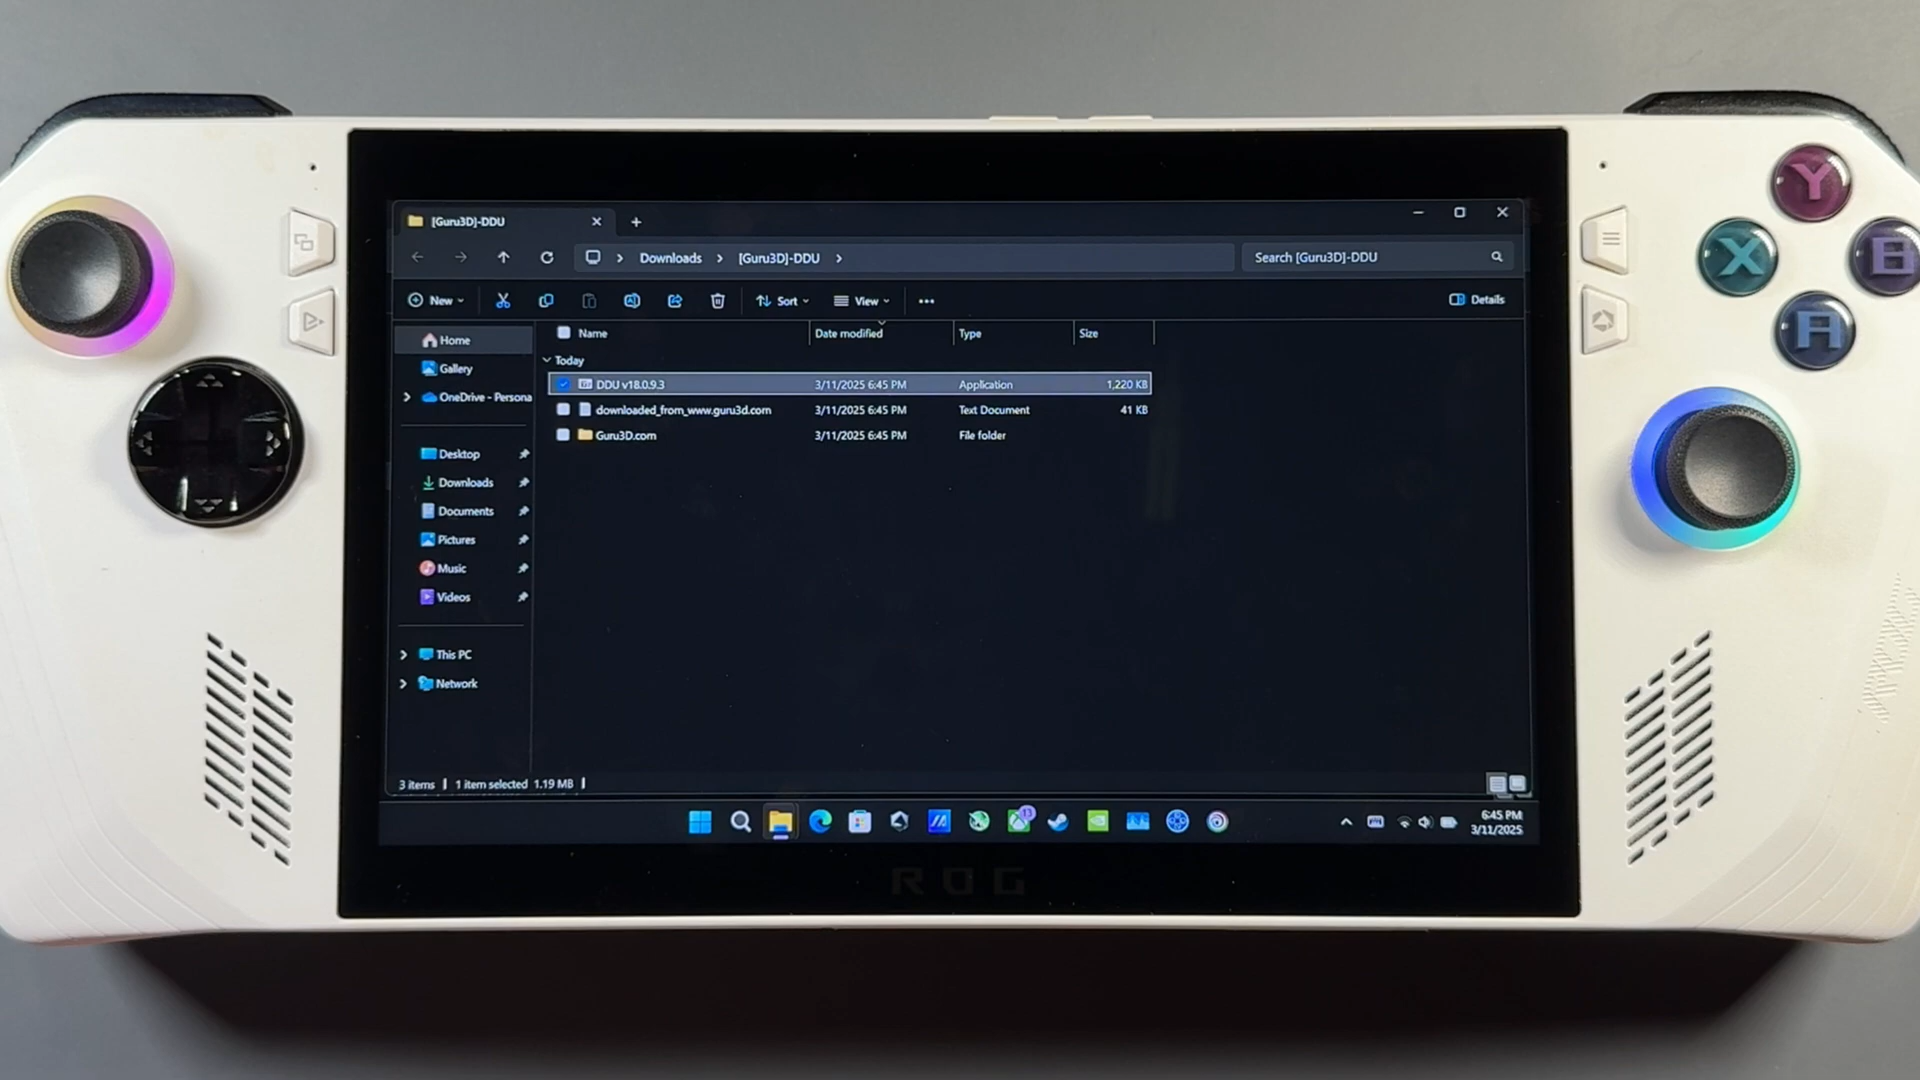 [Guru3D]-DDU
Downloads > [Guru3D]-DDU >
Search [Guru3D]-DDU
New
Sort
View
Details
Name
Date modified
Type
Size
Today
DDU v18.0.9.3
3/11/2025 6:45 PM
Application
1,220 KB
downloaded_from_www.guru3d.com
3/11/2025 6:45 PM
Text Document
41 KB
Guru3D.com
3/11/2025 6:45 PM
File folder
Home
Gallery
OneDrive - Persona
Desktop
Downloads
Documents
Pictures
Music
Videos
This PC
Network
3 items
1 item selected
1.19 MB
13
6:45 PM
3/11/2025
ROG
Y
X
B
A